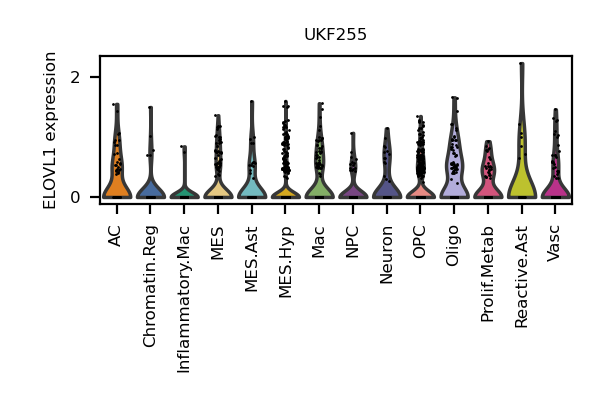 UKF255
ELOVL1 expression
2
0
AC
Chromatin.Reg
Inflammatory.Mac
MES
MES.Ast
MES.Hyp
Mac
NPC
Neuron
OPC
Oligo
Prolif.Metab
Reactive.Ast
Vasc